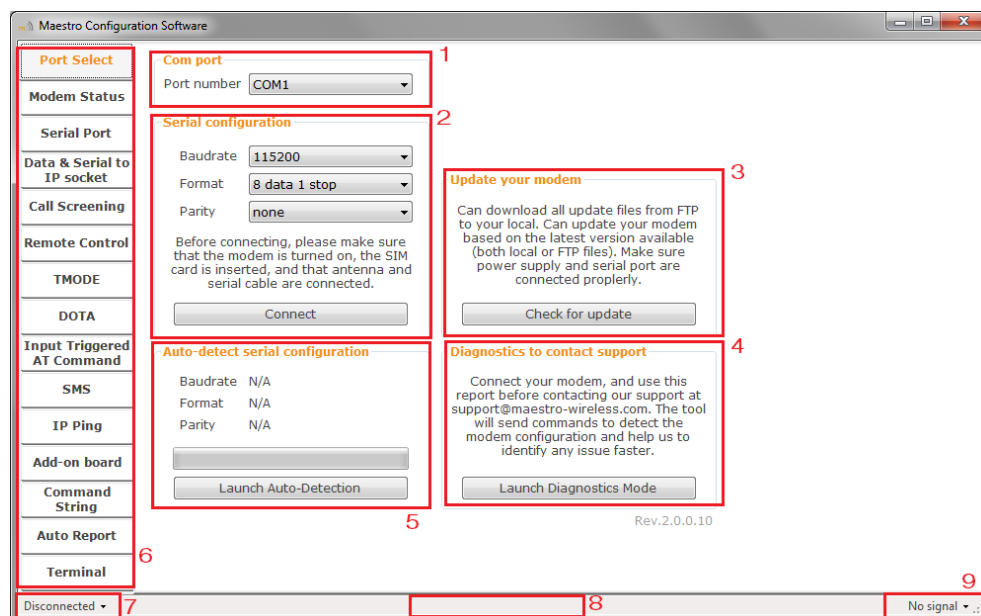 Maestro Configuration Software
Port Select
Modem Status
Serial Port
Data & Serial to
IP socket
Call Screening
Remote Control
TMODE
DOTA
Input Triggered
AT Command
SMS
IP Ping
Add-on board
Command
String
Auto Report
Terminal
6
Com port
1
Port number COM1
Serial configuration
2
Baudrate 115200
Format 8 data 1 stop
Parity none
Before connecting, please make sure
that the modem is turned on, the SIM
card is inserted, and that antenna and
serial cable are connected.
Connect
Auto-detect serial configuration
Baudrate N/A
Format N/A
Parity N/A
Launch Auto-Detection
5
Update your modem
3
Can download all update files from FTP
to your local. Can update your modem
based on the latest version available
(both local or FTP files). Make sure
power supply and serial port are
connected proplerly.
Check for update
Diagnostics to contact support
4
Connect your modem, and use this
report before contacting our support at
support@maestro-wireless.com. The tool
will send commands to detect the
modem configuration and help us to
identify any issue faster.
Launch Diagnostics Mode
Rev.2.0.0.10
Disconnected
7
8
9
No signal